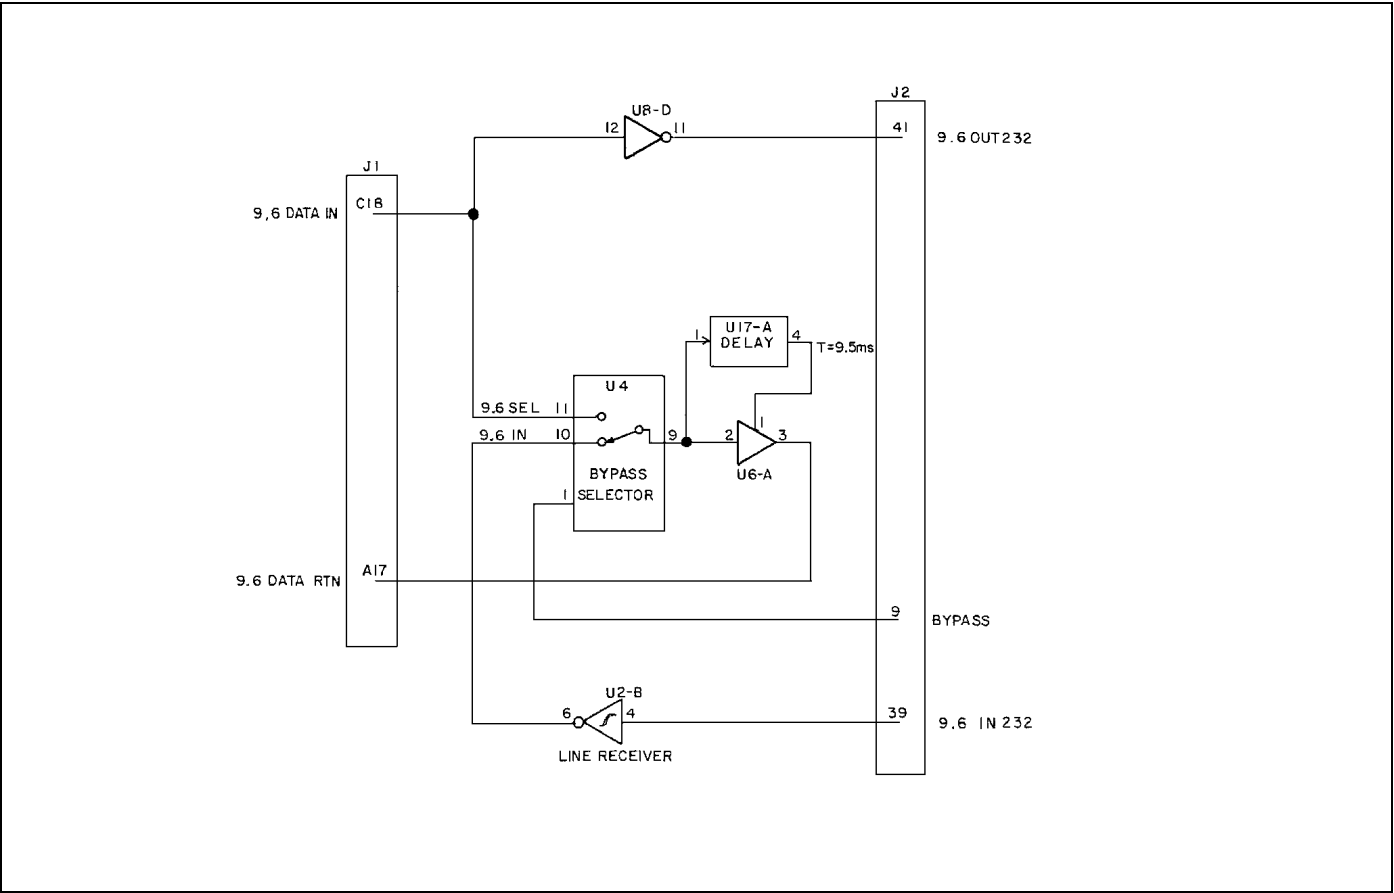 J2
U8-D
12
11
41
9.6 OUT232
J1
C18
9,6 DATA IN
U17-A
DELAY
1
4
T=9.5ms
U4
9.6 SEL
11
9.6 IN
10
9
2
1
3
U6-A
BYPASS
SELECTOR
1
A17
9.6 DATA RTN
9
BYPASS
U2-B
6
4
39
9.6 IN 232
LINE RECEIVER